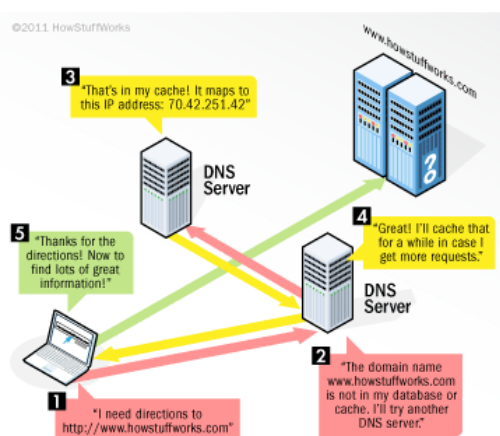 ©2011 HowStuffWorks
www.howstuffworks.com
3
"That's in my cache! It maps to
this IP address: 70.42.251.42"
DNS
Server
?
4
"Great! I'll cache that
for a while in case I
get more requests."
5
"Thanks for the
directions! Now to
find lots of great
information!"
DNS
Server
2
"The domain name
www.howstuffworks.com
is not in my database or
cache. I'll try another
DNS server."
1
"I need directions to
http://www.howstuffworks.com"